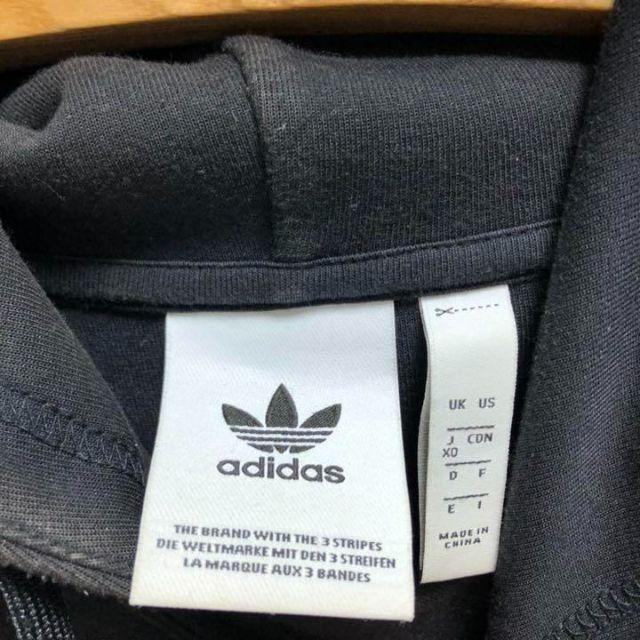 adidas
THE BRAND WITH THE 3 STRIPES
DIE WELTMARKE MIT DEN 3 STREIFEN
LA MARQUE AUX 3 BANDES
UK US
J CDN
XO
D F
E I
MADE IN
CHINA